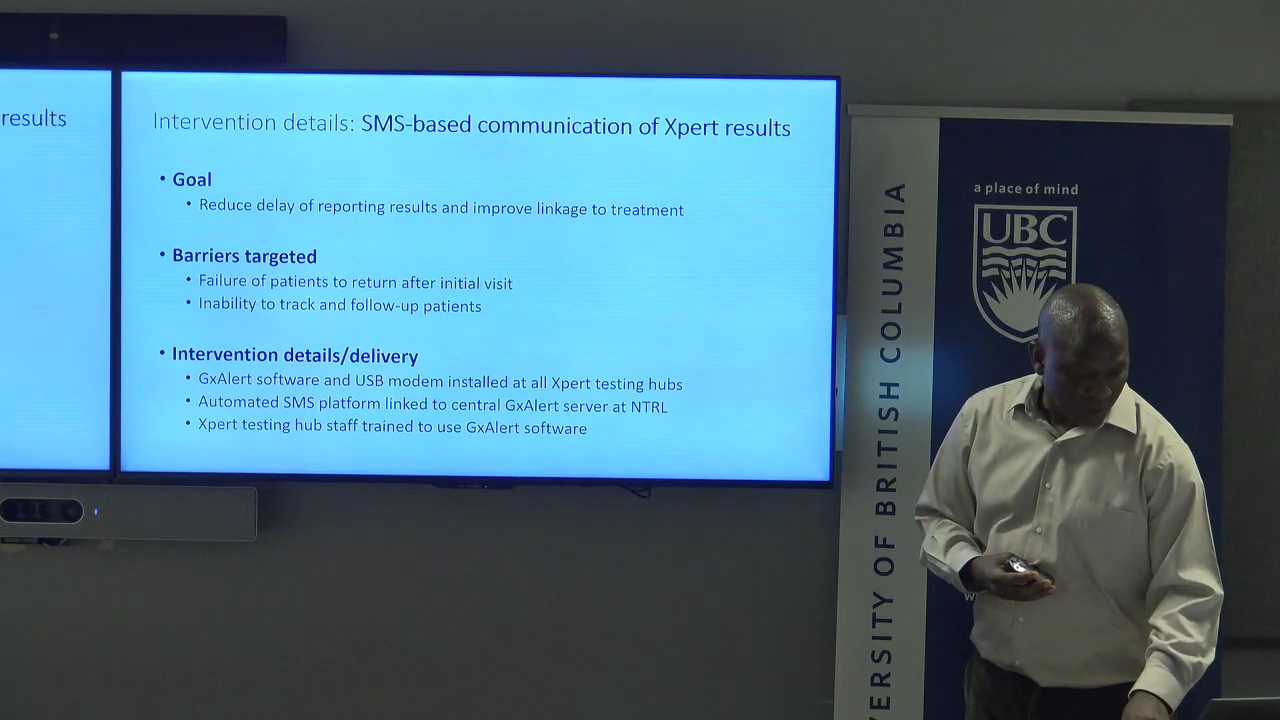 results
Intervention details: SMS-based communication of Xpert results
• Goal
• Reduce delay of reporting results and improve linkage to treatment
• Barriers targeted
• Failure of patients to return after initial visit
• Inability to track and follow-up patients
• Intervention details/delivery
• GxAlert software and USB modem installed at all Xpert testing hubs
• Automated SMS platform linked to central GxAlert server at NTRL
• Xpert testing hub staff trained to use GxAlert software
VERSITY OF BRITISH COLUMBIA
a place of mind
UBC